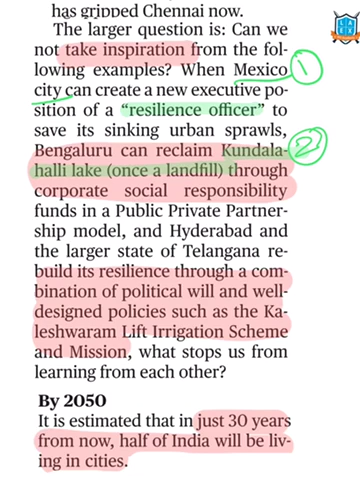 has gripped Chennai now.
The larger question is: Can we
not take inspiration from the fol-
lowing examples? When Mexico
city can create a new executive po-
sition of a “resilience officer” to
save its sinking urban sprawls,
Bengaluru can reclaim Kundala-
halli lake (once a landfill) through
corporate social responsibility
funds in a Public Private Partner-
ship model, and Hyderabad and
the larger state of Telangana re-
build its resilience through a com-
bination of political will and well-
designed policies such as the Ka-
leshwaram Lift Irrigation Scheme
and Mission, what stops us from
learning from each other?
By 2050
It is estimated that in just 30 years
from now, half of India will be liv-
ing in cities.
1
2